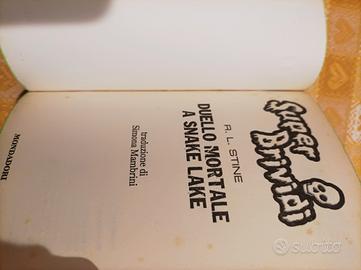 Super
Brividi
R. L. STINE
DUELLO MORTALE
A SNAKE LAKE
traduzione di
Simona Mambrini
MONDADORI
subito